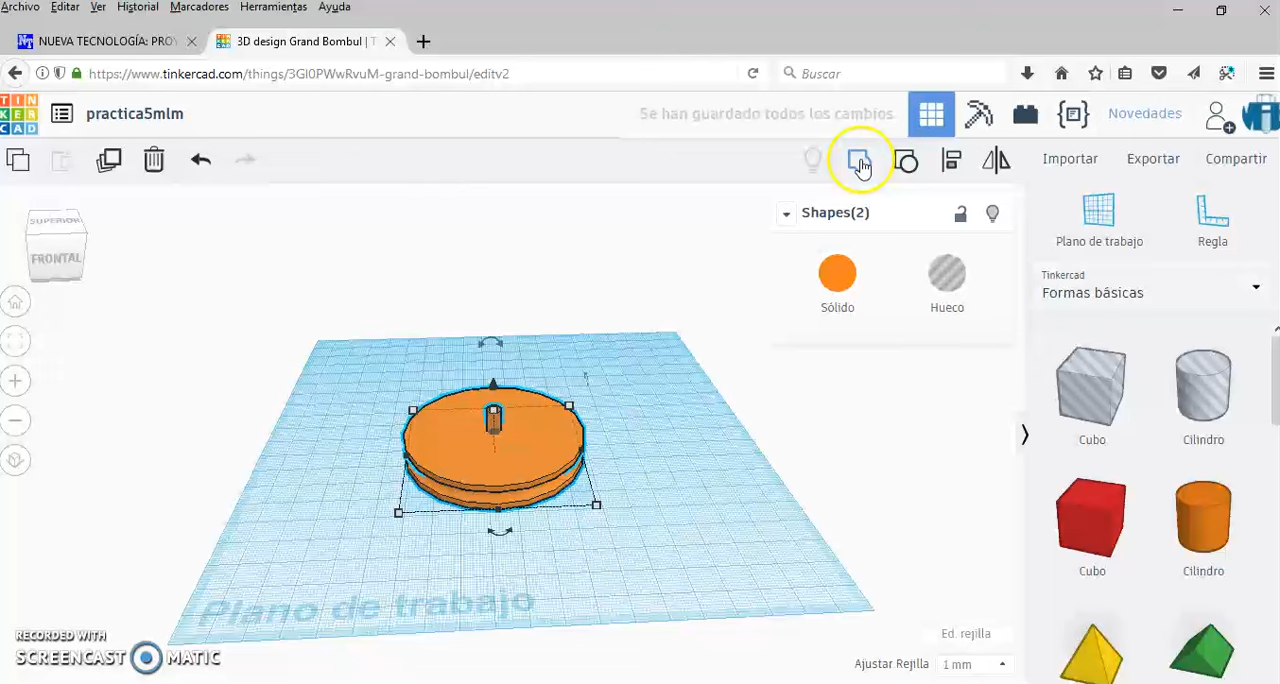 Archivo Editar Ver Historial Marcadores Herramientas Ayuda
NUEVA TECNOLOGÍA: PROY
3D design Grand Bombul | T
https://www.tinkercad.com/things/3Gl0PWwRvuM-grand-bombul/editv2
Buscar
TIN
KER
CAD
practica5mlm
Se han guardado todos los cambios
Novedades
Importar
Exportar
Compartir
SUPERIOR
FRONTAL
Shapes(2)
Sólido
Hueco
Plano de trabajo
Regla
Tinkercad
Formas básicas
Cubo
Cilindro
Cubo
Cilindro
Plano de trabajo
Ed. rejilla
Ajustar Rejilla 1 mm
RECORDED WITH
SCREENCAST MATIC